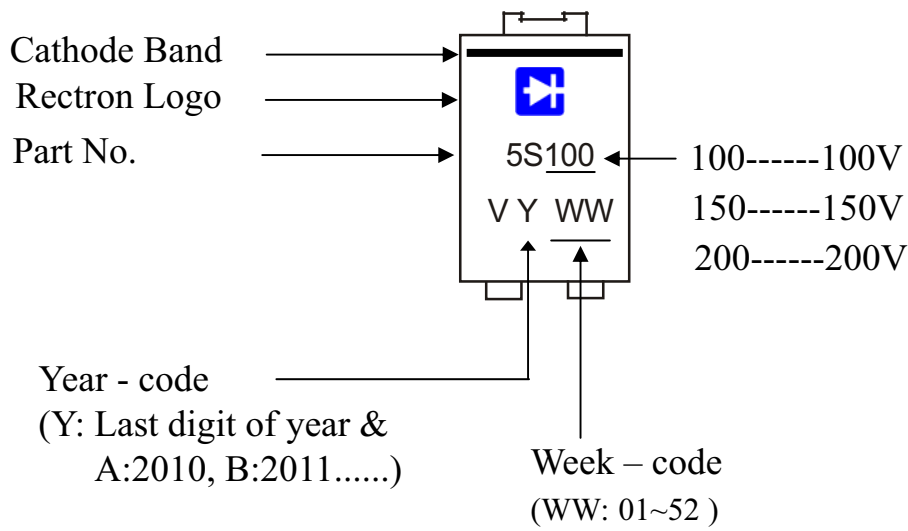 Cathode Band
Rectron Logo
Part No.
5S100
100------100V
V Y WW
150------150V
200------200V
Year - code
(Y: Last digit of year &
A:2010, B:2011......)
Week – code
(WW: 01~52 )